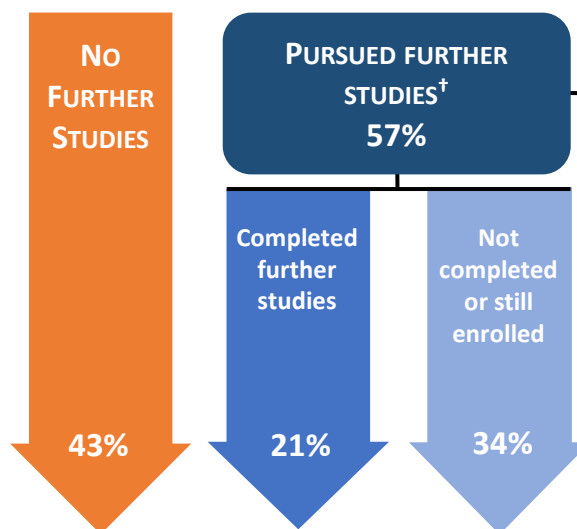 NO
FURTHER
STUDIES
43%
PURSUED FURTHER
STUDIES†
57%
Completed
further
studies
21%
Not
completed
or still
enrolled
34%